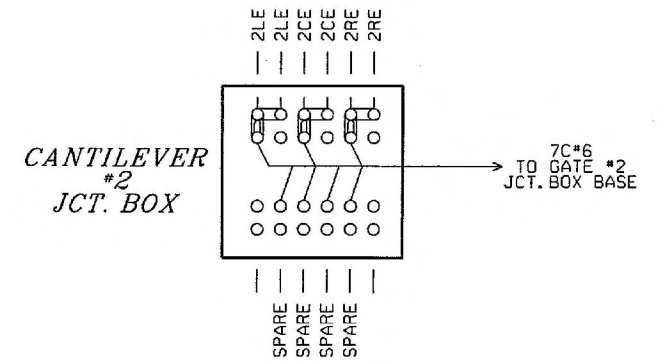 2LE
2LE
2CE
2CE
2RE
2RE
CANTILEVER
#2
JCT. BOX
7C#6
TO GATE #2
JCT. BOX BASE
SPARE
SPARE
SPARE
SPARE